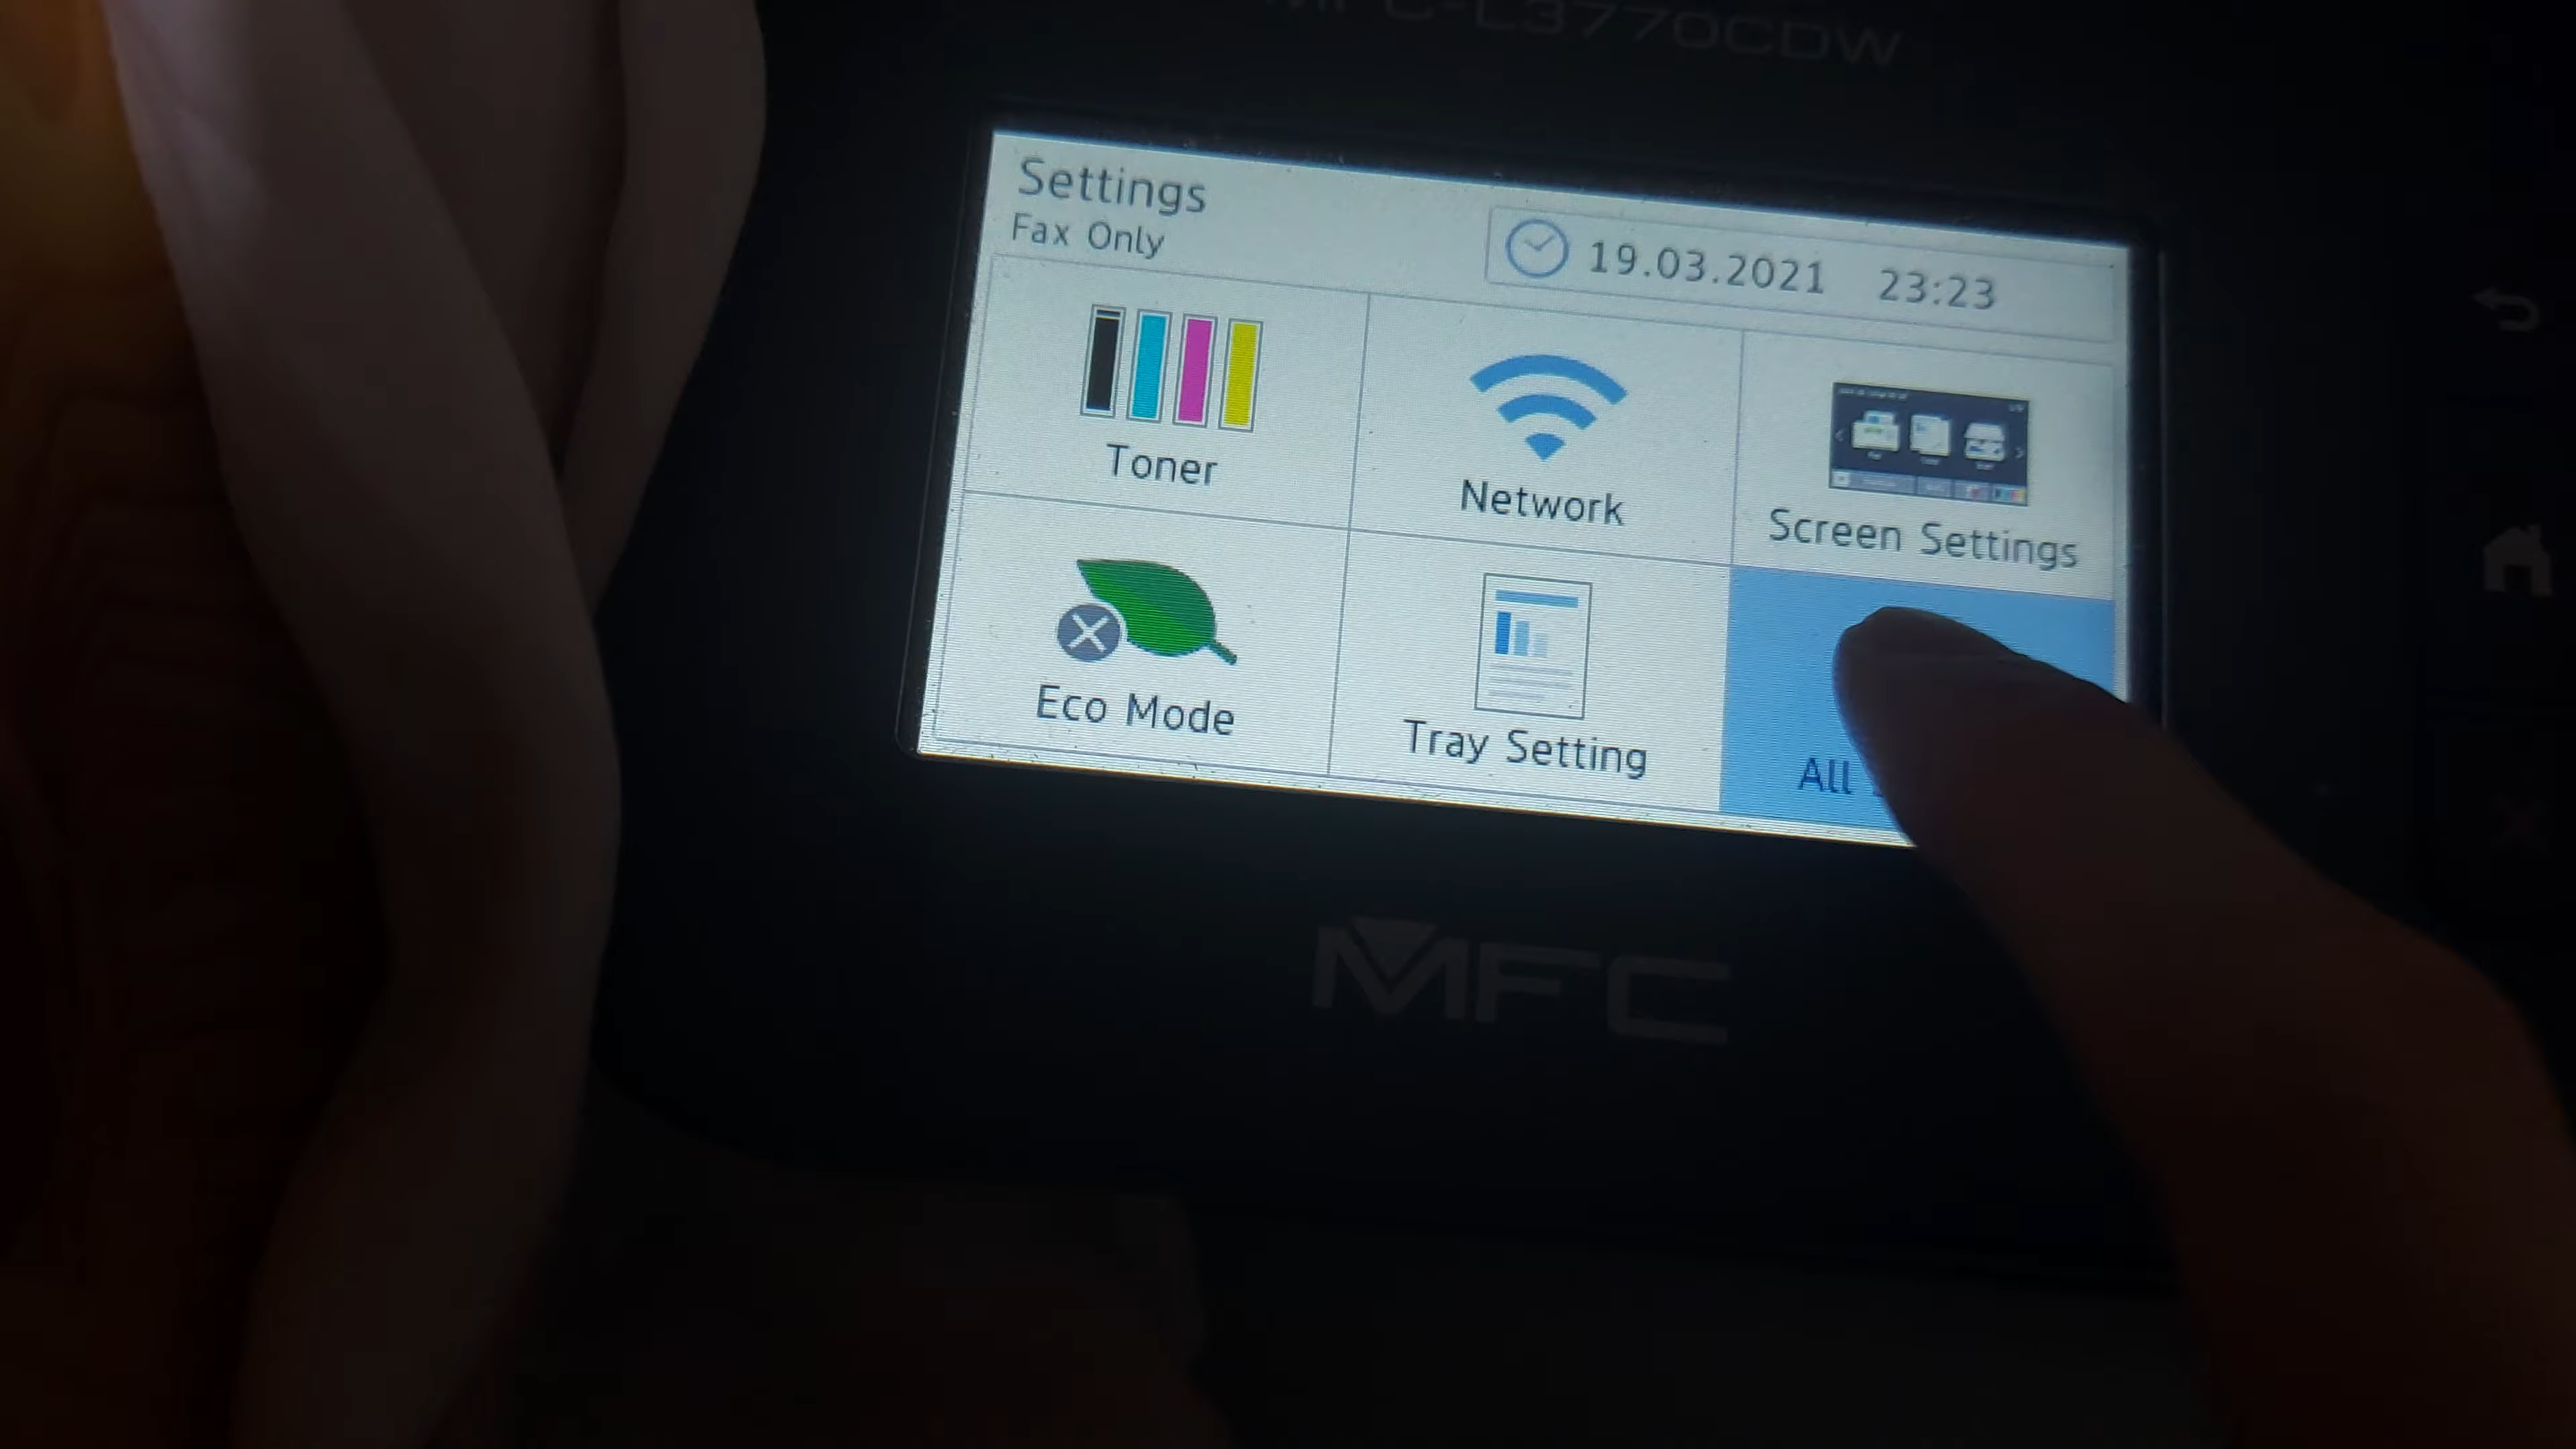 MFC-L3770CDW
Settings
Fax Only
19.03.2021 23:23
Toner
Network
Screen Settings
Eco Mode
Tray Setting
All
MFC